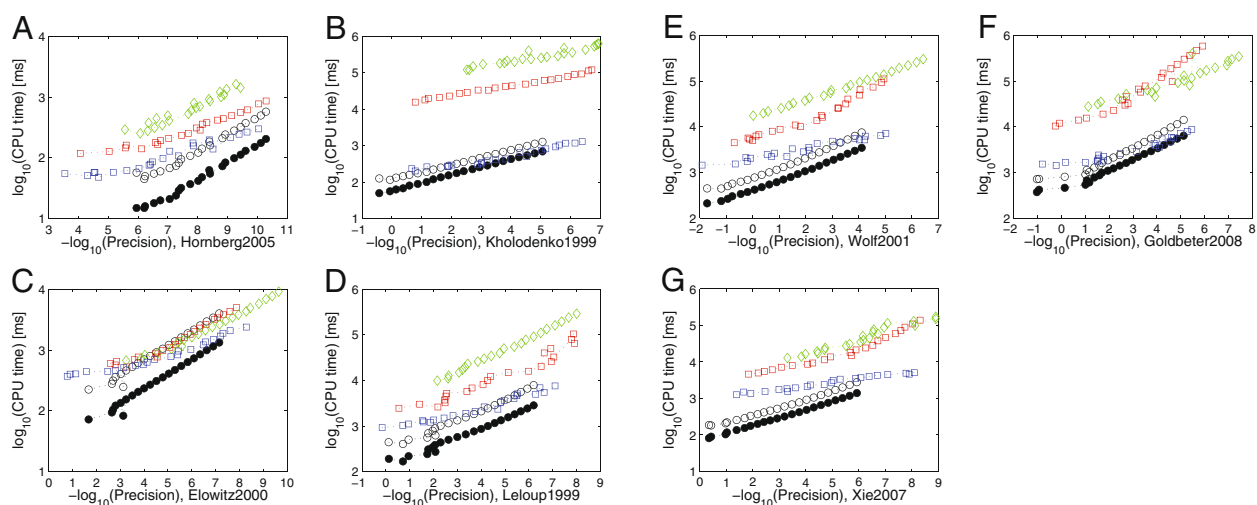 A
log10(CPU time) [ms]
4
3
2
1
3 4 5 6 7 8 9 10 11
−log10(Precision), Hornberg2005
B
log10(CPU time) [ms]
6
5
4
3
2
1
−1 0 1 2 3 4 5 6 7
−log10(Precision), Kholodenko1999
E
log10(CPU time) [ms]
6
5
4
3
2
−2 −1 0 1 2 3 4 5 6 7
−log10(Precision), Wolf2001
F
log10(CPU time) [ms]
6
5
4
3
2
−2 −1 0 1 2 3 4 5 6 7 8
−log10(Precision), Goldbeter2008
C
log10(CPU time) [ms]
4
3
2
1
0 1 2 3 4 5 6 7 8 9 10
−log10(Precision), Elowitz2000
D
log10(CPU time) [ms]
6
5
4
3
2
−1 0 1 2 3 4 5 6 7 8 9
−log10(Precision), Leloup1999
G
log10(CPU time) [ms]
6
5
4
3
2
1
0 1 2 3 4 5 6 7 8 9
−log10(Precision), Xie2007